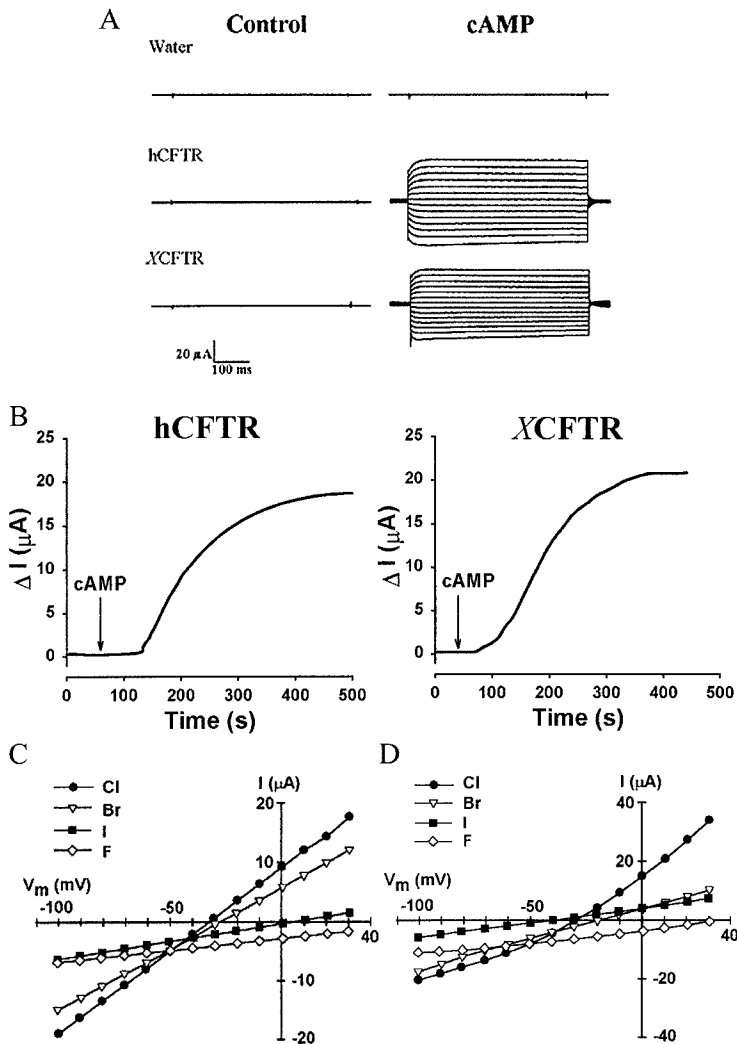 A
Control
cAMP
Water
hCFTR
XCFTR
20 μA
100 ms
B
hCFTR
XCFTR
25
20
15
10
5
0
Δ I (μA)
cAMP
0 100 200 300 400 500
Time (s)
25
20
15
10
5
0
Δ I (μA)
cAMP
0 100 200 300 400 500
Time (s)
C
Cl
Br
I
F
I (μA)
20
10
-10
-20
Vm (mV)
-100 -50 40
D
Cl
Br
I
F
I (μA)
40
20
-20
-40
Vm (mV)
-100 -50 40